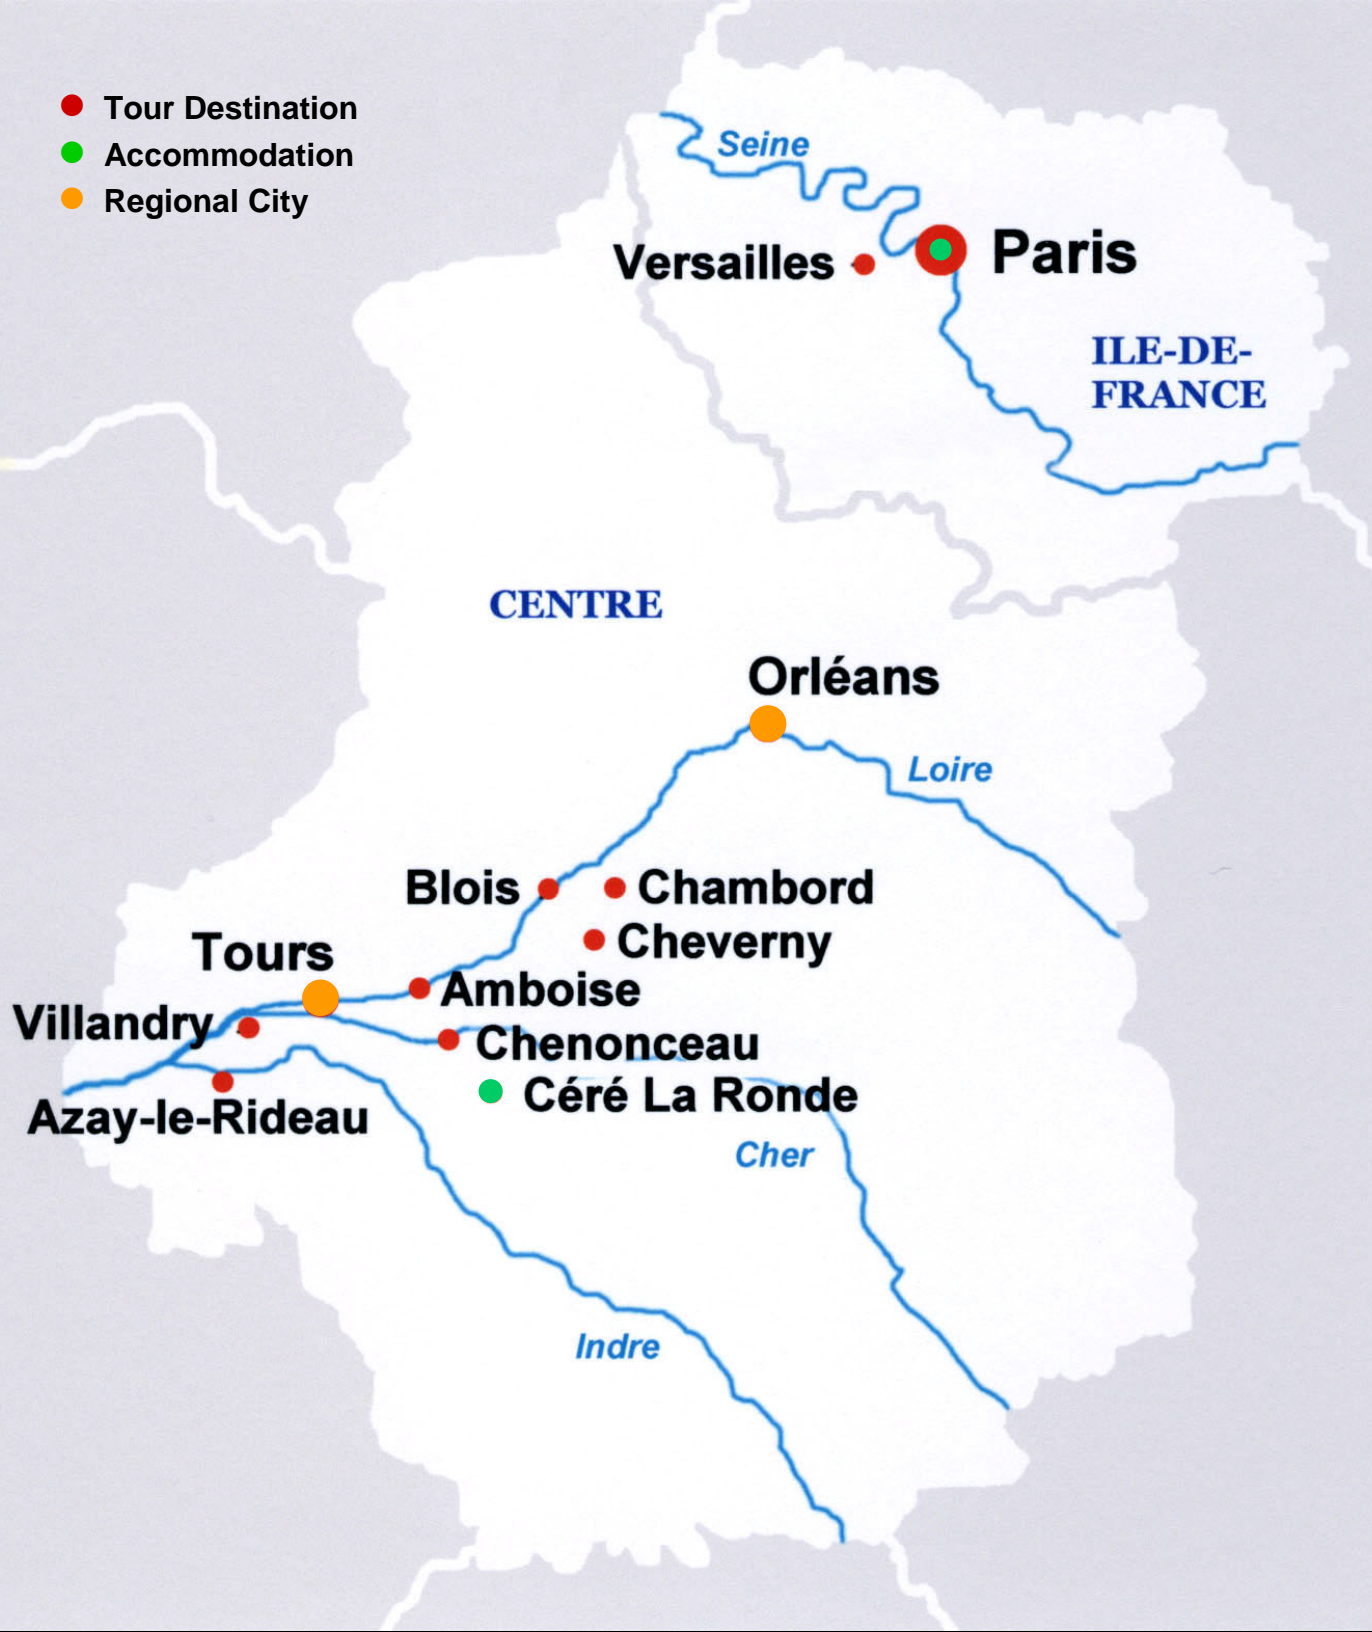 Tour Destination
Accommodation
Regional City
Seine
Paris
Versailles
ILE-DE-
FRANCE
CENTRE
Orléans
Loire
Blois
Chambord
Cheverny
Tours
Amboise
Villandry
Chenonceau
Céré La Ronde
Azay-le-Rideau
Cher
Indre